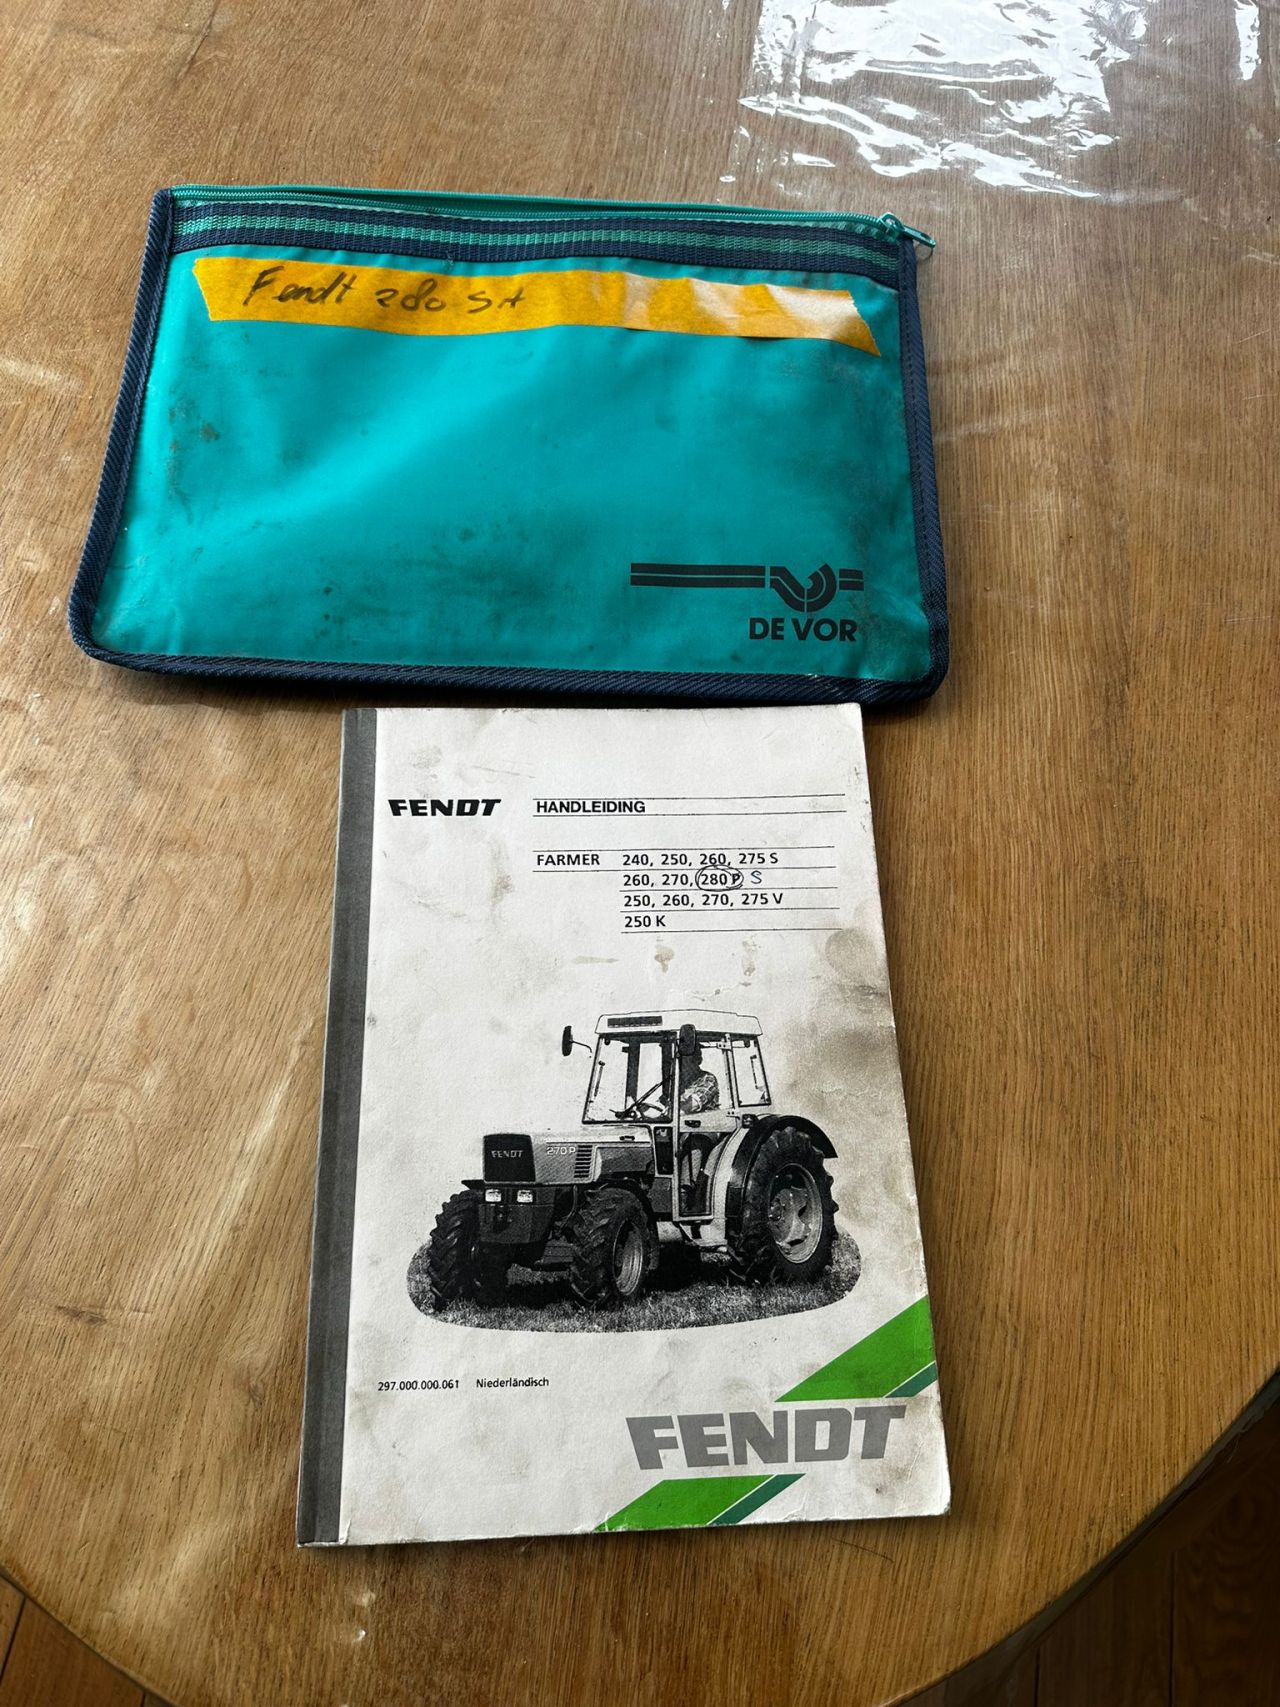 Fendt 280 SA
DE VOR
FENDT HANDLEIDING
FARMER 240, 250, 260, 275 S
260, 270, 280 P S
250, 260, 270, 275 V
250 K
FENDT 270 P
297.000.000.061 Niederländisch
FENDT